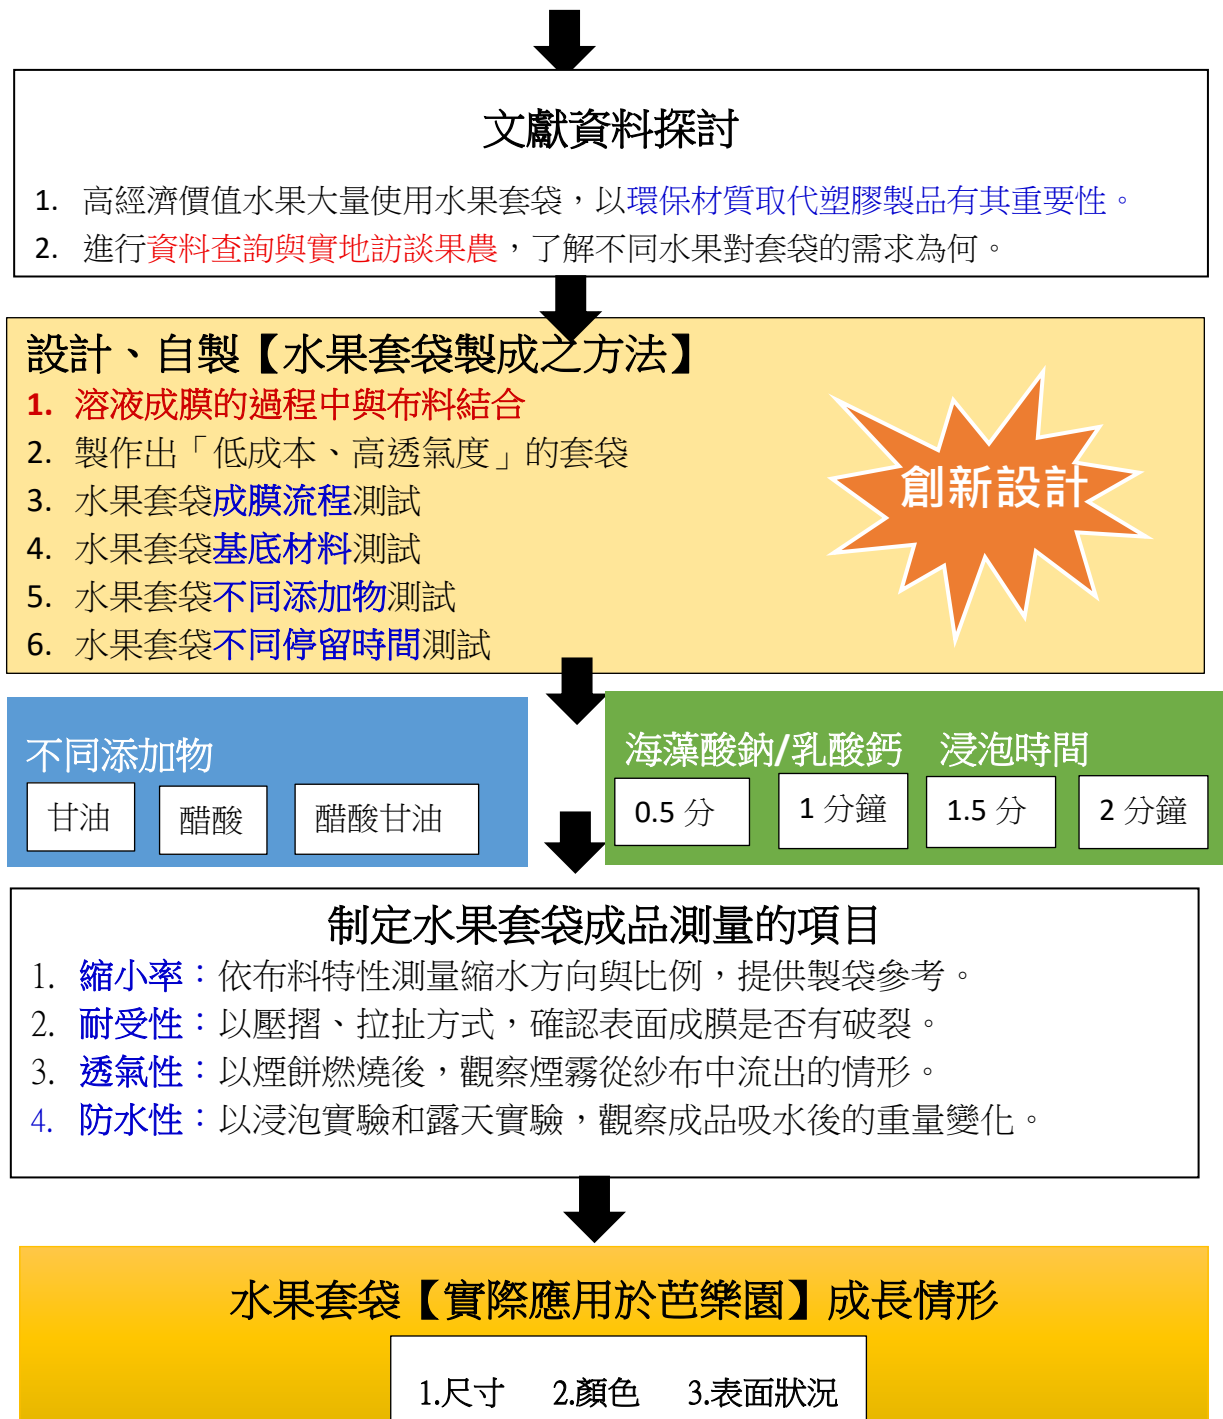 文獻資料探討
1. 高經濟價值水果大量使用水果套袋，以環保材質取代塑膠製品有其重要性。
2. 進行資料查詢與實地訪談果農，了解不同水果對套袋的需求為何。
設計、自製【水果套袋製成之方法】
1. 溶液成膜的過程中與布料結合
2. 製作出「低成本、高透氣度」的套袋
3. 水果套袋成膜流程測試
4. 水果套袋基底材料測試
5. 水果套袋不同添加物測試
6. 水果套袋不同停留時間測試
創新設計
不同添加物
甘油 醋酸 醋酸甘油
海藻酸鈉/乳酸鈣 浸泡時間
0.5 分 1 分鐘 1.5 分 2 分鐘
制定水果套袋成品測量的項目
1. 縮小率：依布料特性測量縮水方向與比例，提供製袋參考。
2. 耐受性：以壓摺、拉扯方式，確認表面成膜是否有破裂。
3. 透氣性：以煙餅燃燒後，觀察煙霧從紗布中流出的情形。
4. 防水性：以浸泡實驗和露天實驗，觀察成品吸水後的重量變化。
水果套袋【實際應用於芭樂園】成長情形
1.尺寸 2.顏色 3.表面狀況